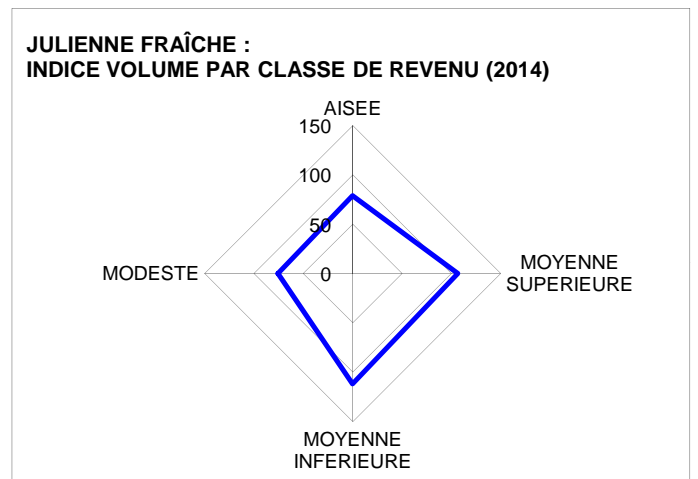 JULIENNE FRAÎCHE :
INDICE VOLUME PAR CLASSE DE REVENU (2014)
AISEE
150
100
50
0
MODESTE
MOYENNE
SUPERIEURE
MOYENNE
INFERIEURE